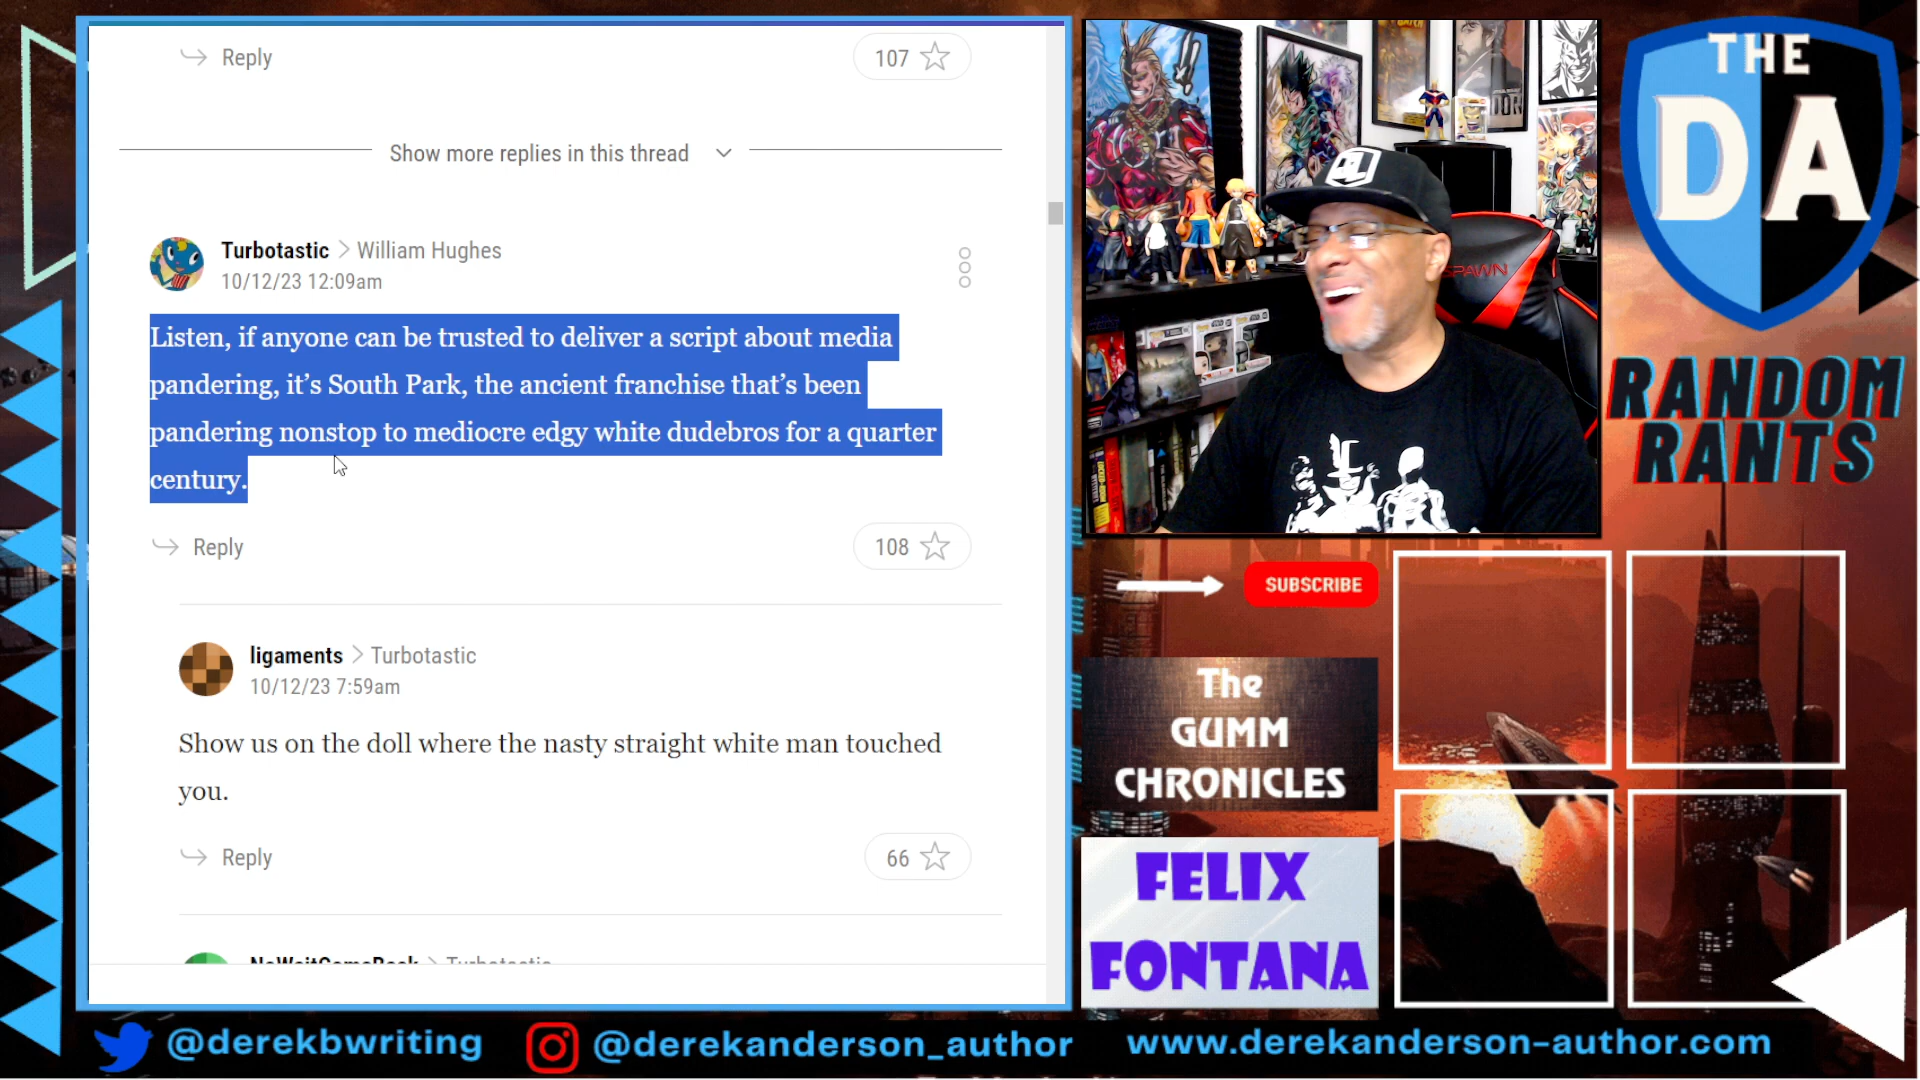 Reply
107
Show more replies in this thread
Turbotastic > William Hughes
10/12/23 12:09am
Listen, if anyone can be trusted to deliver a script about media
pandering, it’s South Park, the ancient franchise that’s been
pandering nonstop to mediocre edgy white dudebros for a quarter
century.
Reply
108
ligaments > Turbotastic
10/12/23 7:59am
Show us on the doll where the nasty straight white man touched
you.
Reply
66
SPAWN
THE
DA
RANDOM
RANTS
SUBSCRIBE
The
GUMM
CHRONICLES
FELIX
FONTANA
@derekbwriting
@derekanderson_author
www.derekanderson-author.com